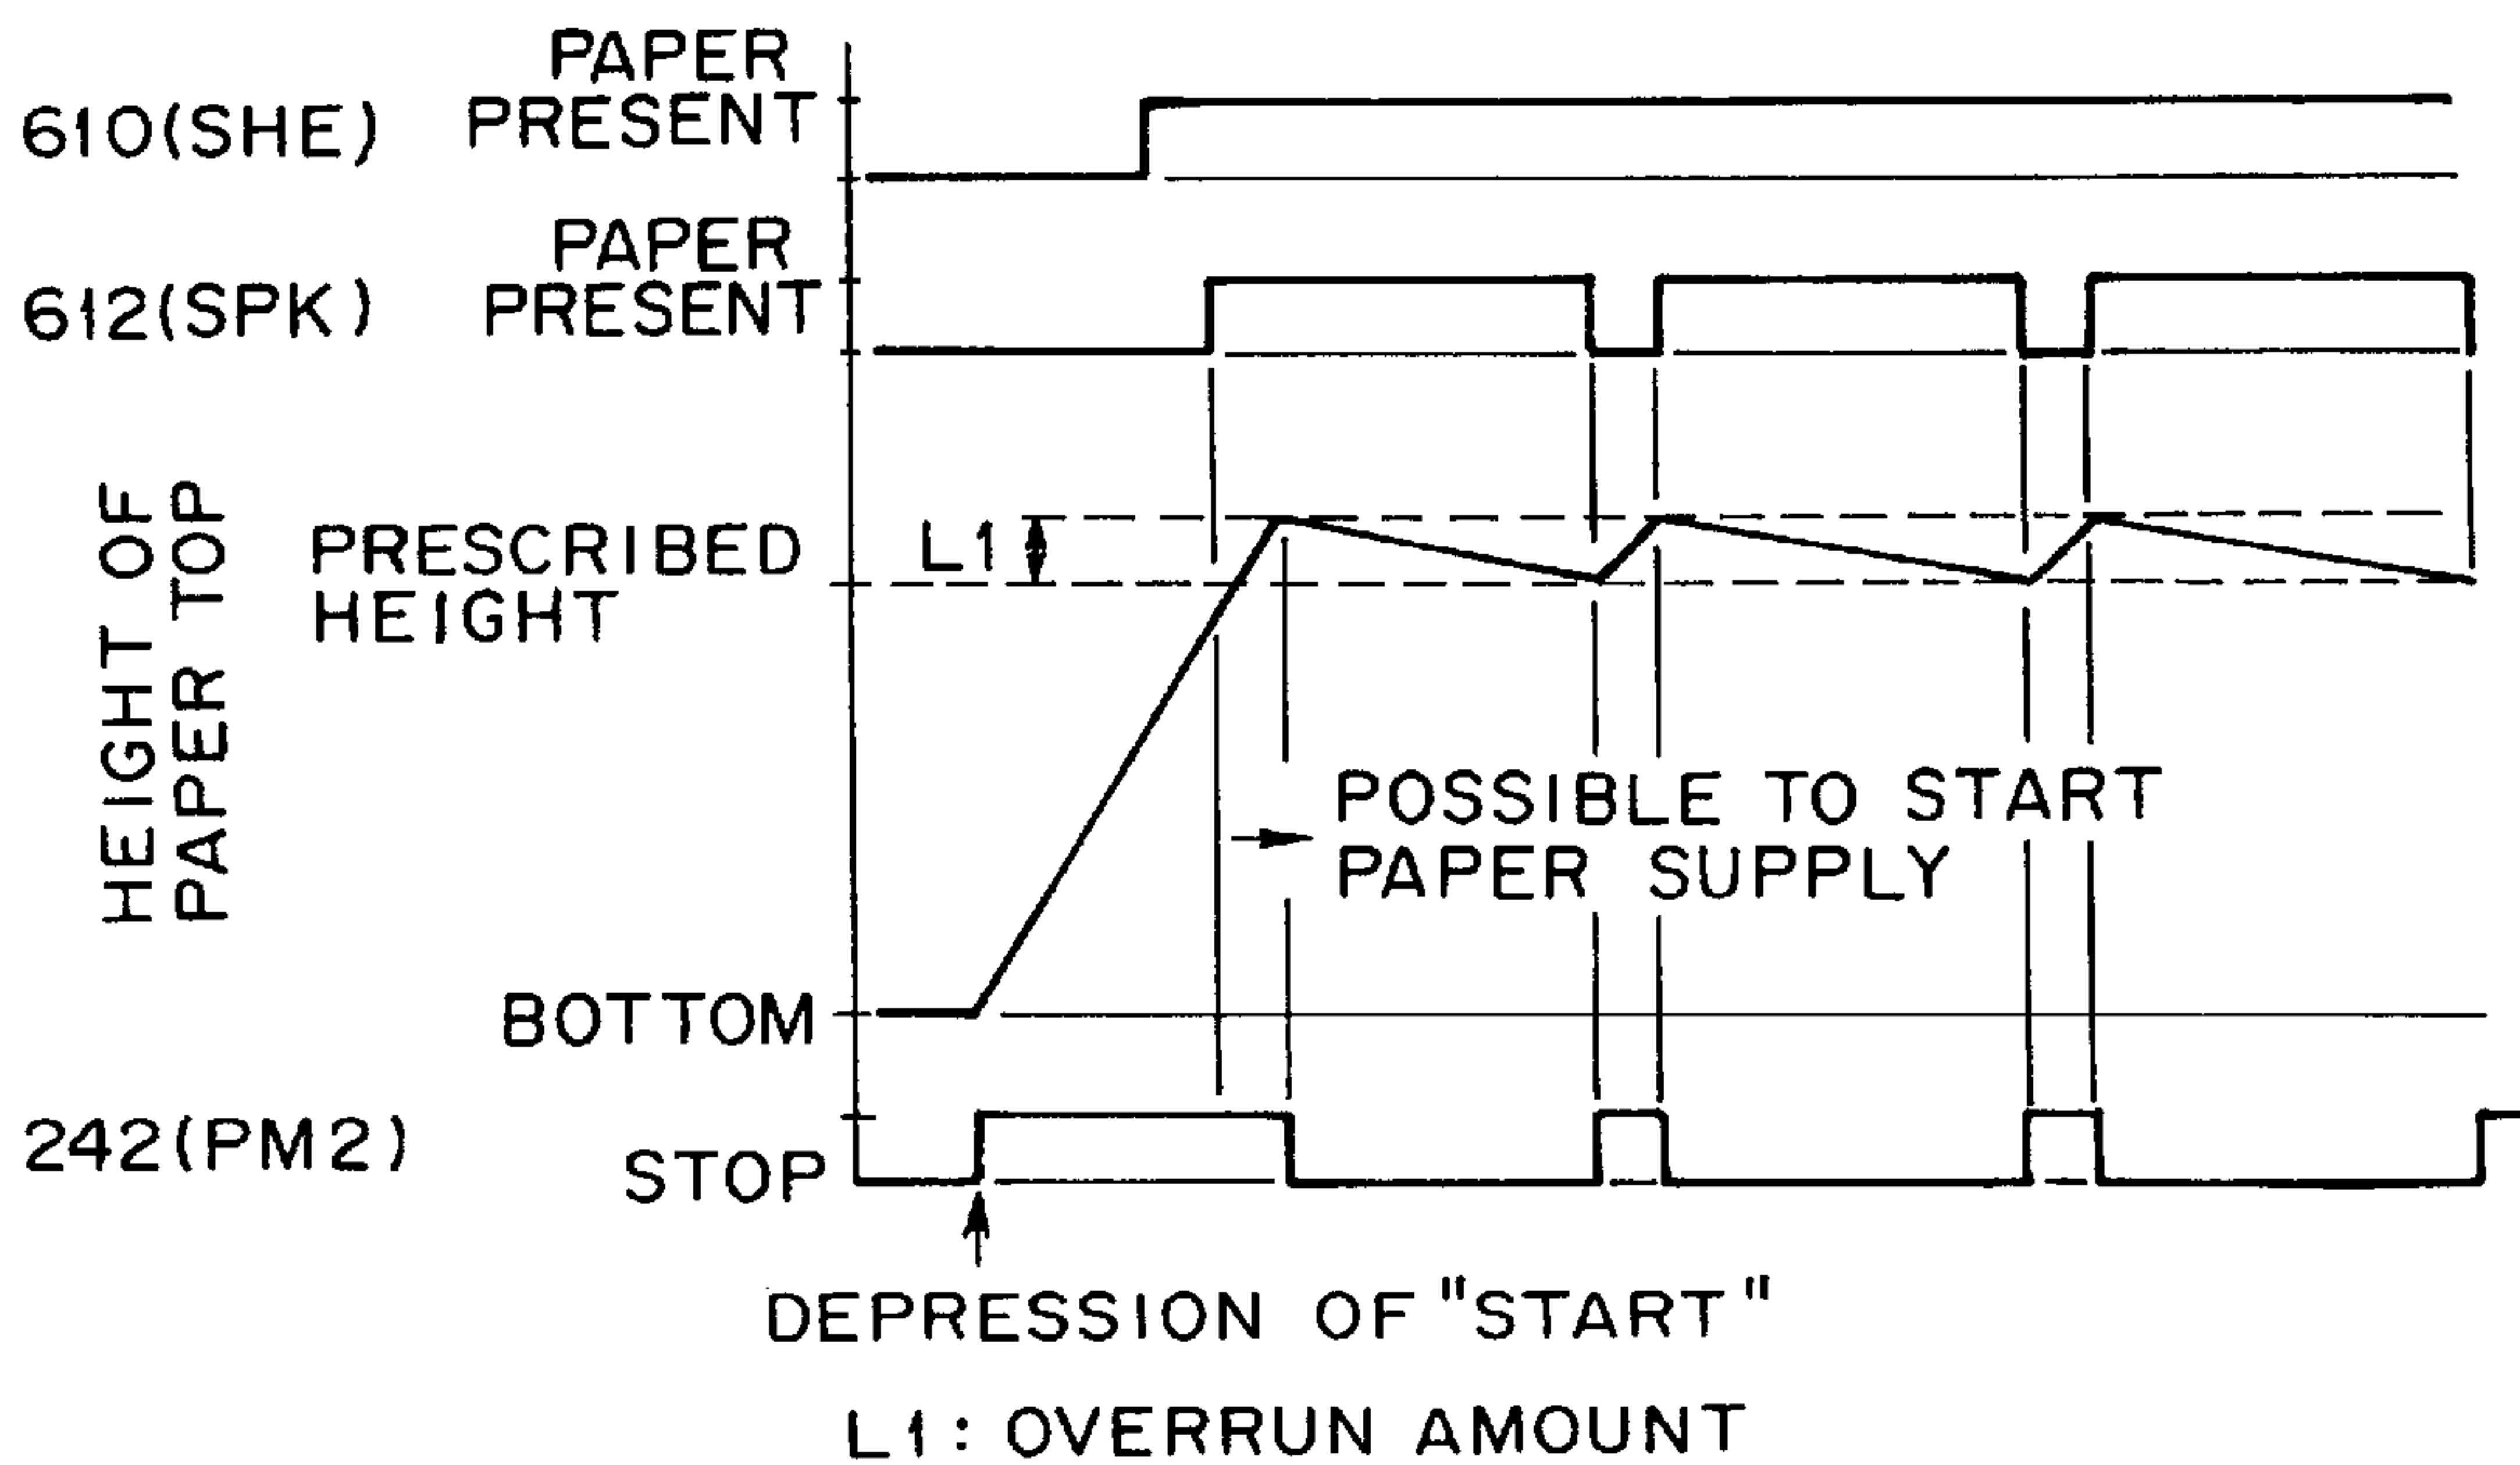 PAPER
610(SHE) PRESENT
PAPER
612(SPK) PRESENT
HEIGHT OF
PAPER TOP
PRESCRIBED
HEIGHT
L1
POSSIBLE TO START
PAPER SUPPLY
BOTTOM
242(PM2)
STOP
DEPRESSION OF "START"
L1: OVERRUN AMOUNT